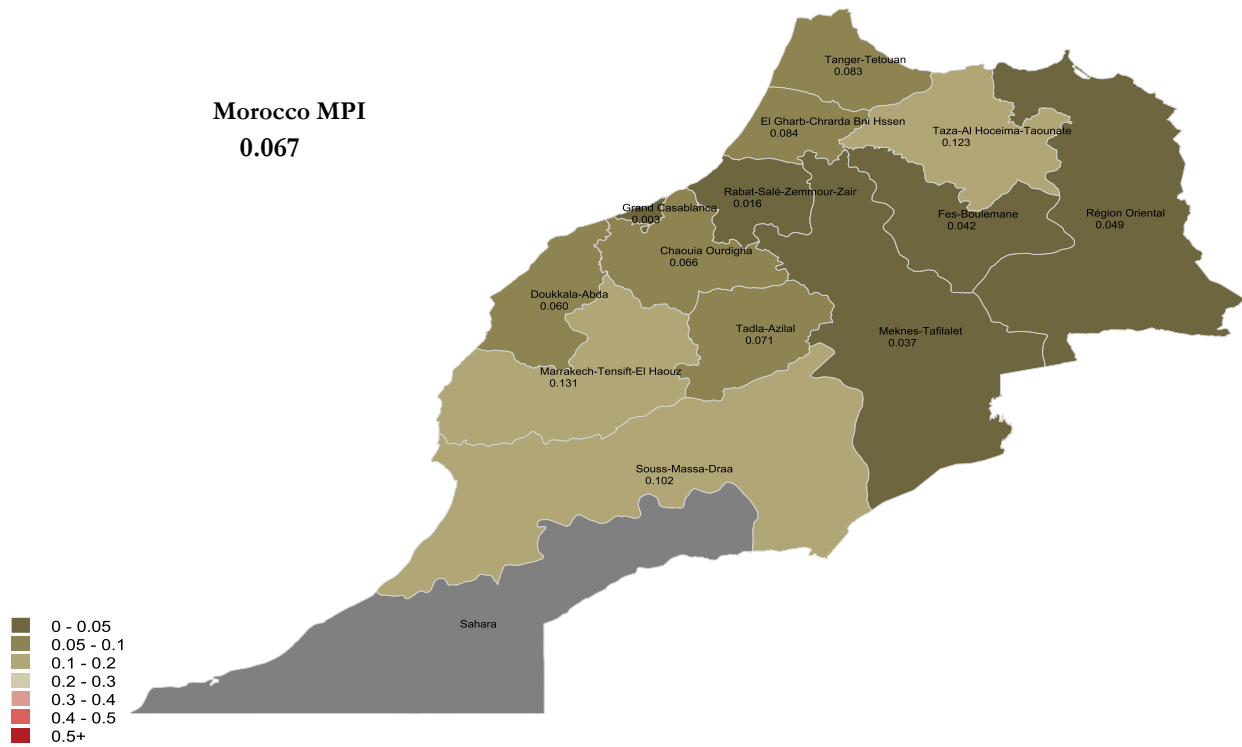 Morocco MPI
0.067
Tanger-Tetouan
0.083
El Gharb-Chrarda Bni Hssen
0.084
Taza-Al Hoceima-Taounate
0.123
Rabat-Salé-Zemmour-Zair
0.016
Grand Casablanca
0.003
Fes-Boulemane
0.042
Région Oriental
0.049
Chaouia Ourdigha
0.066
Doukkala-Abda
0.060
Tadla-Azilal
0.071
Meknes-Tafilalet
0.037
Marrakech-Tensift-El Haouz
0.131
Souss-Massa-Draa
0.102
Sahara
0 - 0.05
0.05 - 0.1
0.1 - 0.2
0.2 - 0.3
0.3 - 0.4
0.4 - 0.5
0.5+